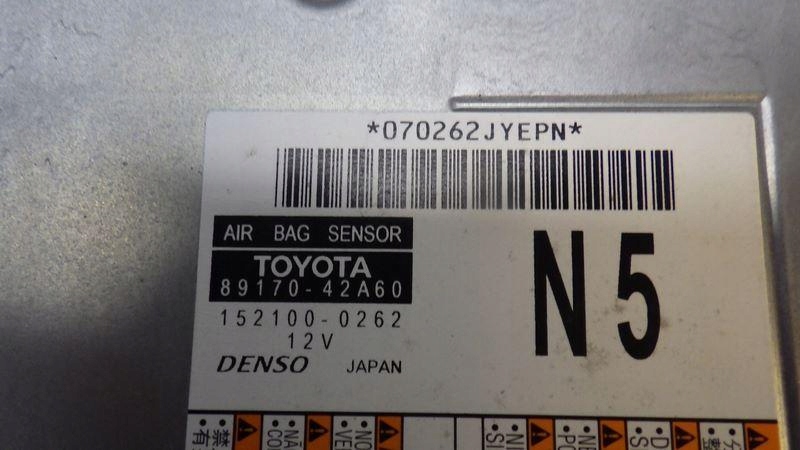 *070262JYEPN*
AIR BAG SENSOR
TOYOTA
89170-42A60
152100-0262
12V
DENSO JAPAN
N5